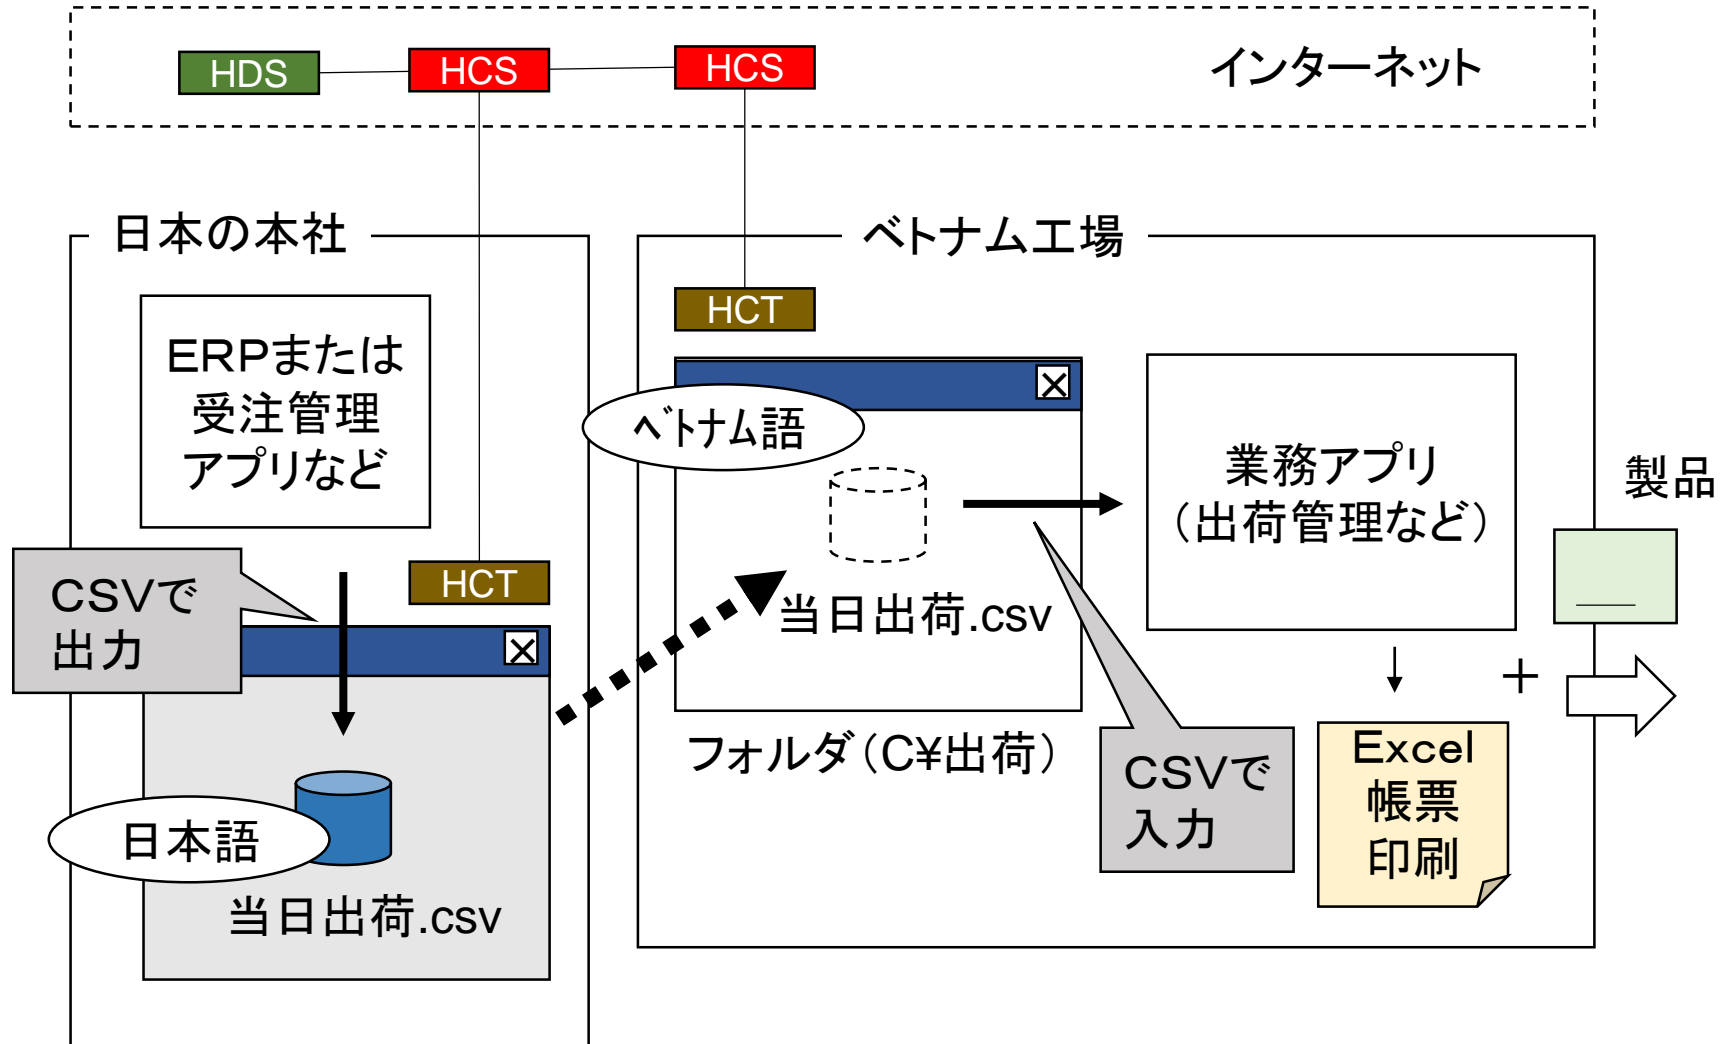 HDS
HCS
HCS
インターネット
日本の本社
ERPまたは
受注管理
アプリなど
CSVで
出力
HCT
日本語
当日出荷.csv
ベトナム工場
HCT
ベトナム語
当日出荷.csv
フォルダ(C¥出荷)
CSVで
入力
業務アプリ
(出荷管理など)
製品
+
Excel
帳票
印刷